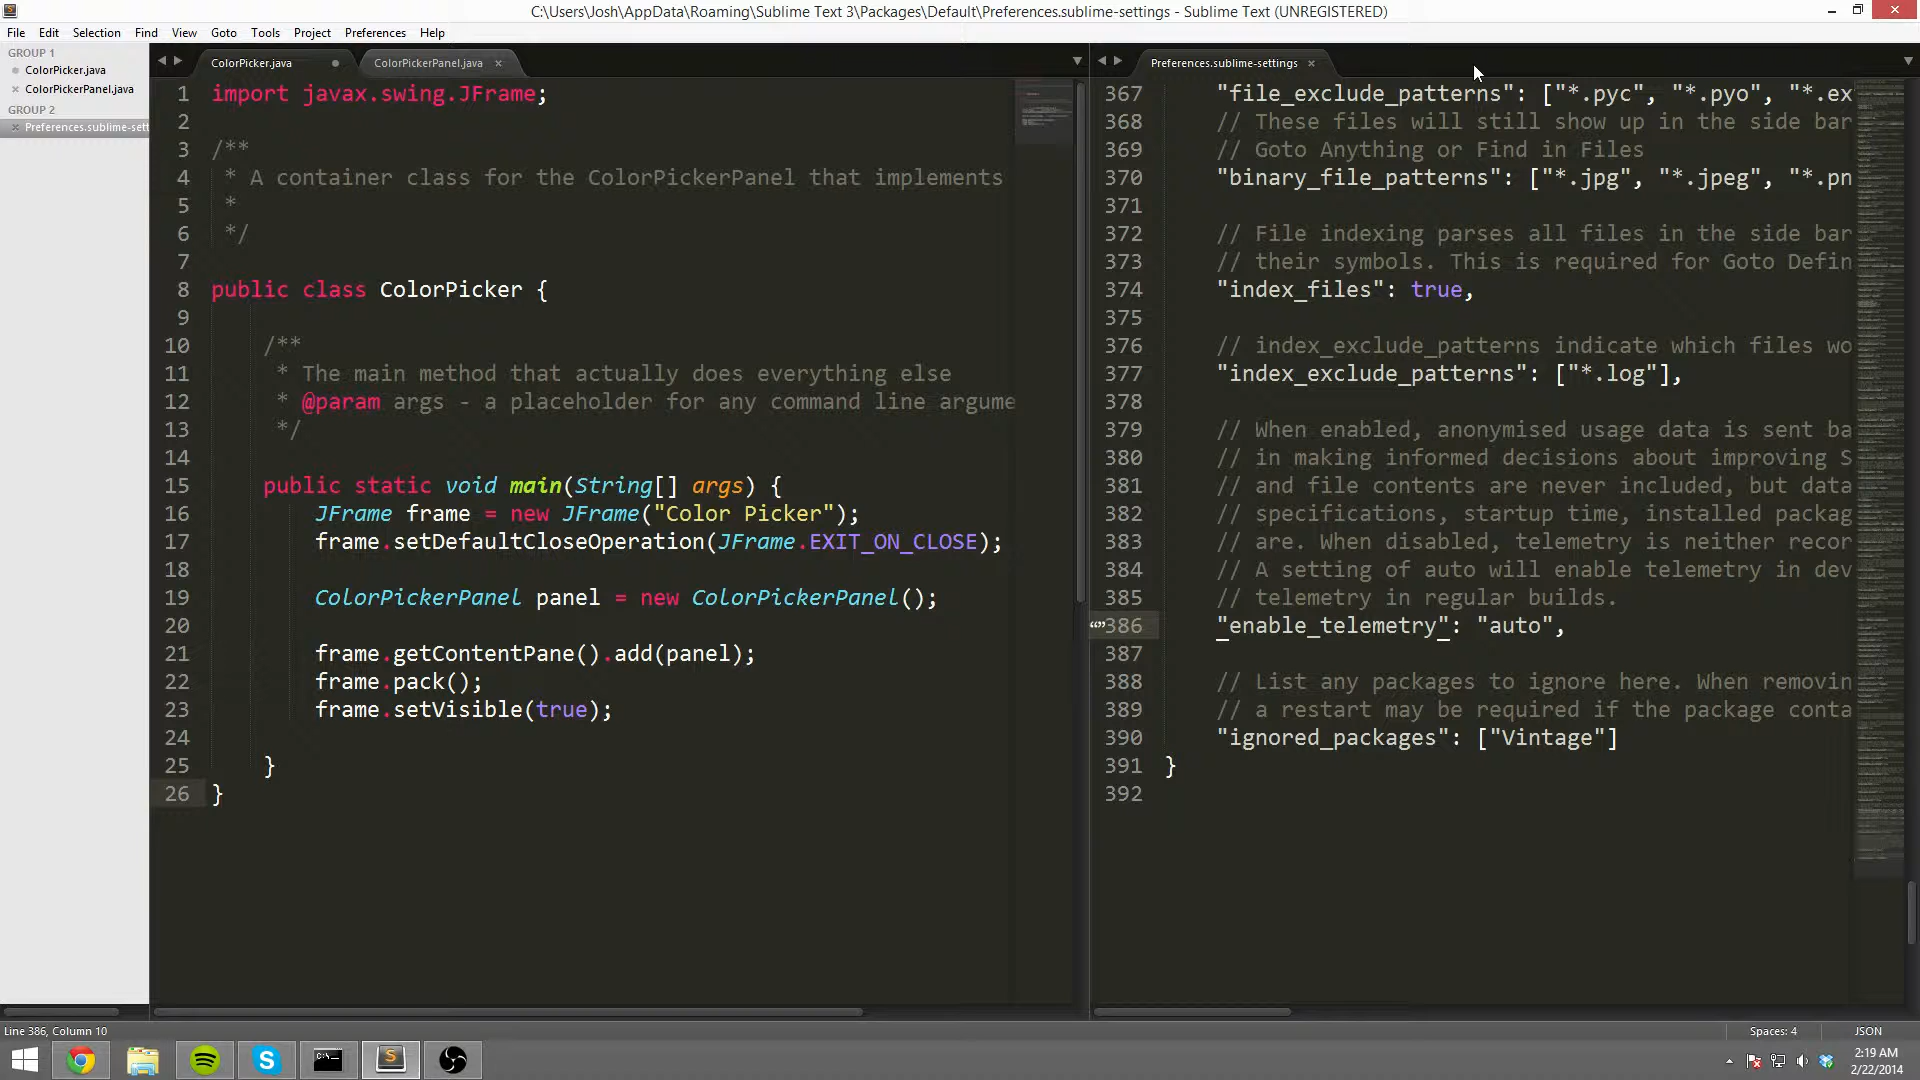 C:\Users\Josh\AppData\Roaming\Sublime Text 3\Packages\Default\Preferences.sublime-settings - Sublime Text (UNREGISTERED)
File Edit Selection Find View Goto Tools Project Preferences Help
GROUP 1
ColorPicker.java
ColorPickerPanel.java
GROUP 2
Preferences.sublime-sett
ColorPicker.java
ColorPickerPanel.java
1 import javax.swing.JFrame;
2
3 /**
4 * A container class for the ColorPickerPanel that implements
5 *
6 */
7
8 public class ColorPicker {
9
10 /**
11 * The main method that actually does everything else
12 * @param args - a placeholder for any command line argume
13 */
14
15 public static void main(String[] args) {
16 JFrame frame = new JFrame("Color Picker");
17 frame.setDefaultCloseOperation(JFrame.EXIT_ON_CLOSE);
18
19 ColorPickerPanel panel = new ColorPickerPanel();
20
21 frame.getContentPane().add(panel);
22 frame.pack();
23 frame.setVisible(true);
24
25 }
26 }
Preferences.sublime-settings
367 "file_exclude_patterns": ["*.pyc", "*.pyo", "*.ex
368 // These files will still show up in the side bar
369 // Goto Anything or Find in Files
370 "binary_file_patterns": ["*.jpg", "*.jpeg", "*.pn
371
372 // File indexing parses all files in the side bar
373 // their symbols. This is required for Goto Defin
374 "index_files": true,
375
376 // index_exclude_patterns indicate which files wo
377 "index_exclude_patterns": ["*.log"],
378
379 // When enabled, anonymised usage data is sent ba
380 // in making informed decisions about improving S
381 // and file contents are never included, but data
382 // specifications, startup time, installed packag
383 // are. When disabled, telemetry is neither recor
384 // A setting of auto will enable telemetry in dev
385 // telemetry in regular builds.
“”386 "enable_telemetry": "auto",
387
388 // List any packages to ignore here. When removin
389 // a restart may be required if the package conta
390 "ignored_packages": ["Vintage"]
391 }
392
Line 386, Column 10
Spaces: 4
JSON
2:19 AM
2/22/2014